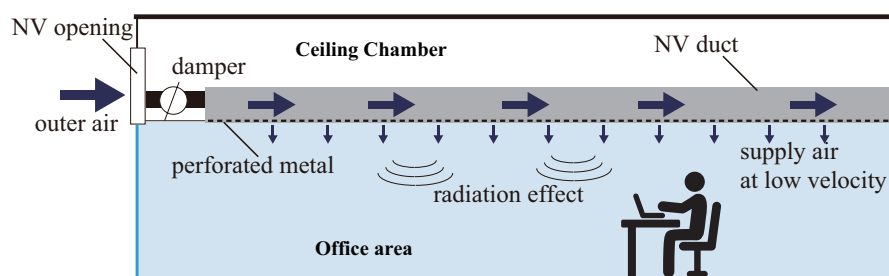 NV opening
Ceiling Chamber
NV duct
damper
outer air
perforated metal
radiation effect
supply air
at low velocity
Office area